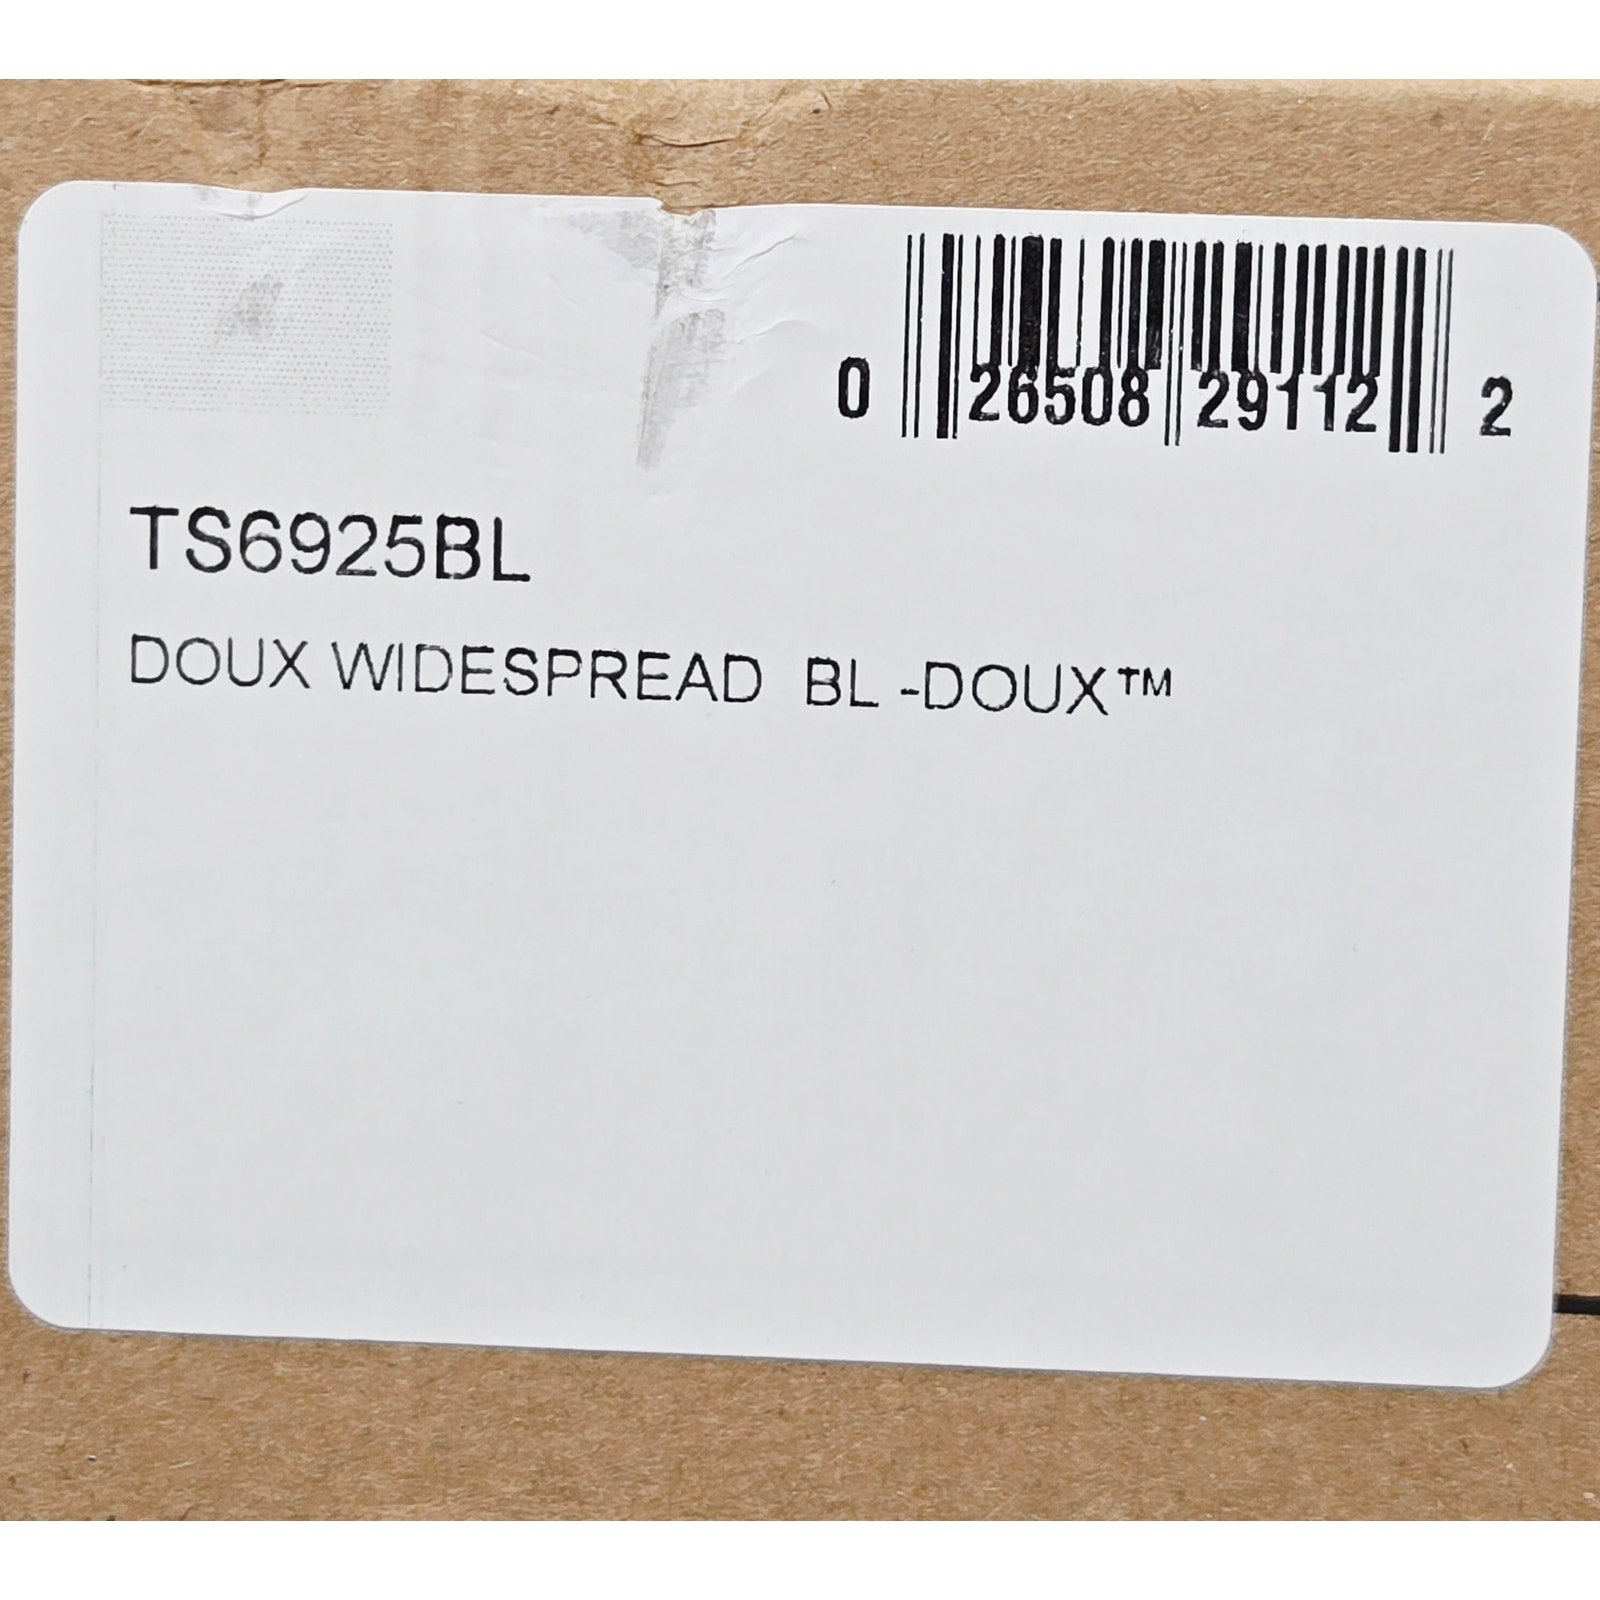 0 26508 29112 2
TS6925BL
DOUX WIDESPREAD BL -DOUX™